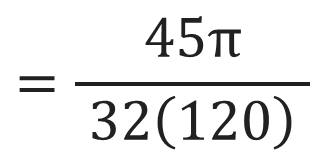 = 45π / 32(120)